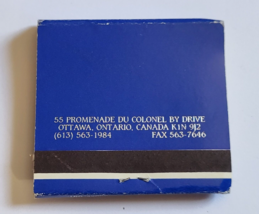 55 PROMENADE DU COLONEL BY DRIVE
OTTAWA, ONTARIO, CANADA K1N 9J2
(613) 563-1984 FAX 563-7646